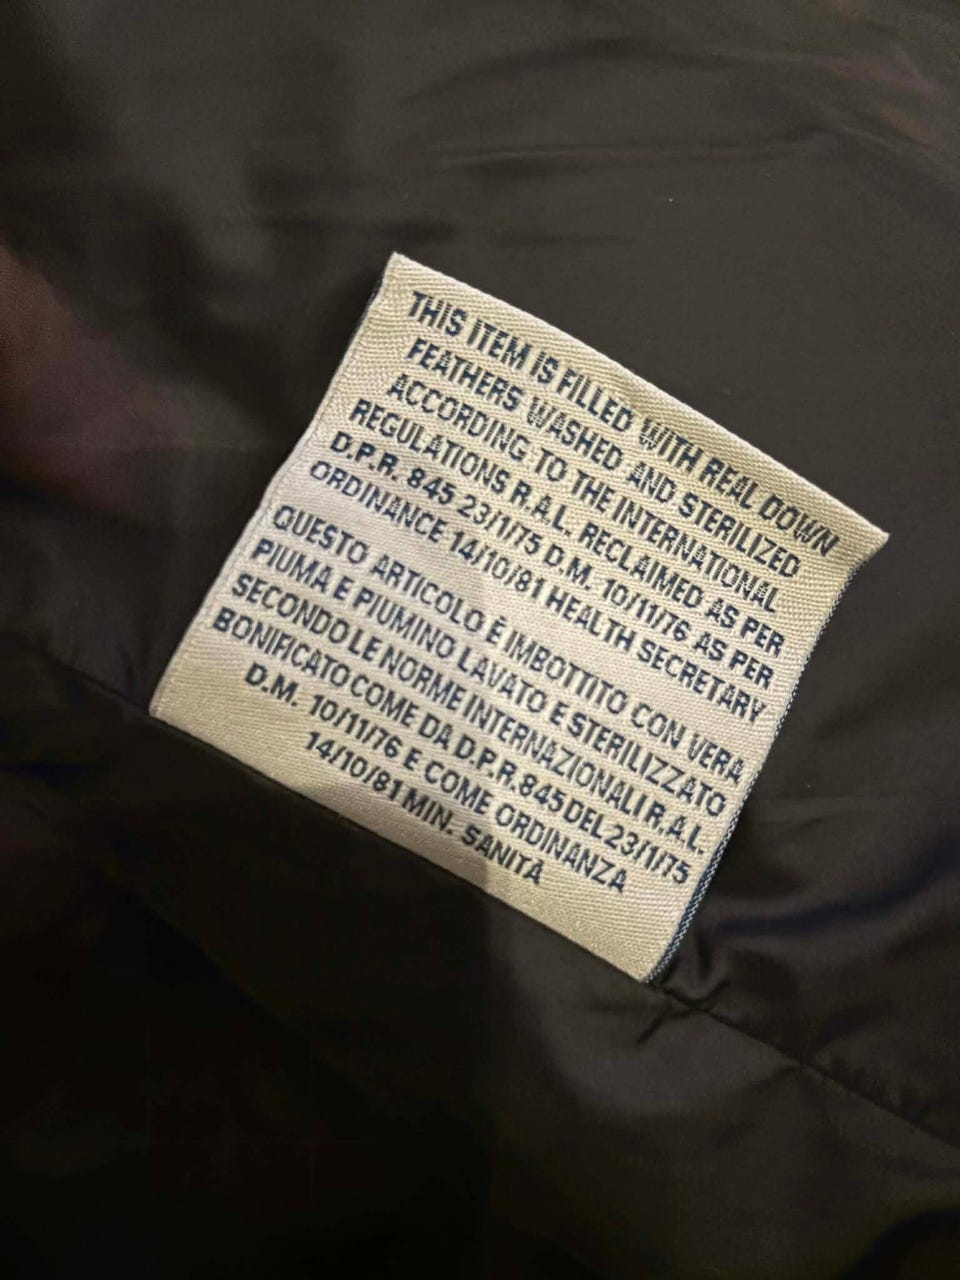 THIS ITEM IS FILLED WITH REAL DOWN
FEATHERS WASHED AND STERILIZED
ACCORDING TO THE INTERNATIONAL
REGULATIONS R.A.L. RECLAIMED AS PER
D.P.R. 845 23/1/75 D.M. 10/11/76 AS PER
ORDINANCE 14/10/81 HEALTH SECRETARY
QUESTO ARTICOLO È IMBOTTITO CON VERA
PIUMA E PIUMINO LAVATO E STERILIZZATO
SECONDO LE NORME INTERNAZIONALI R.A.L.
BONIFICATO COME DA D.P.R. 845 DEL 23/1/75
D.M. 10/11/76 E COME ORDINANZA
14/10/81 MIN. SANITÀ